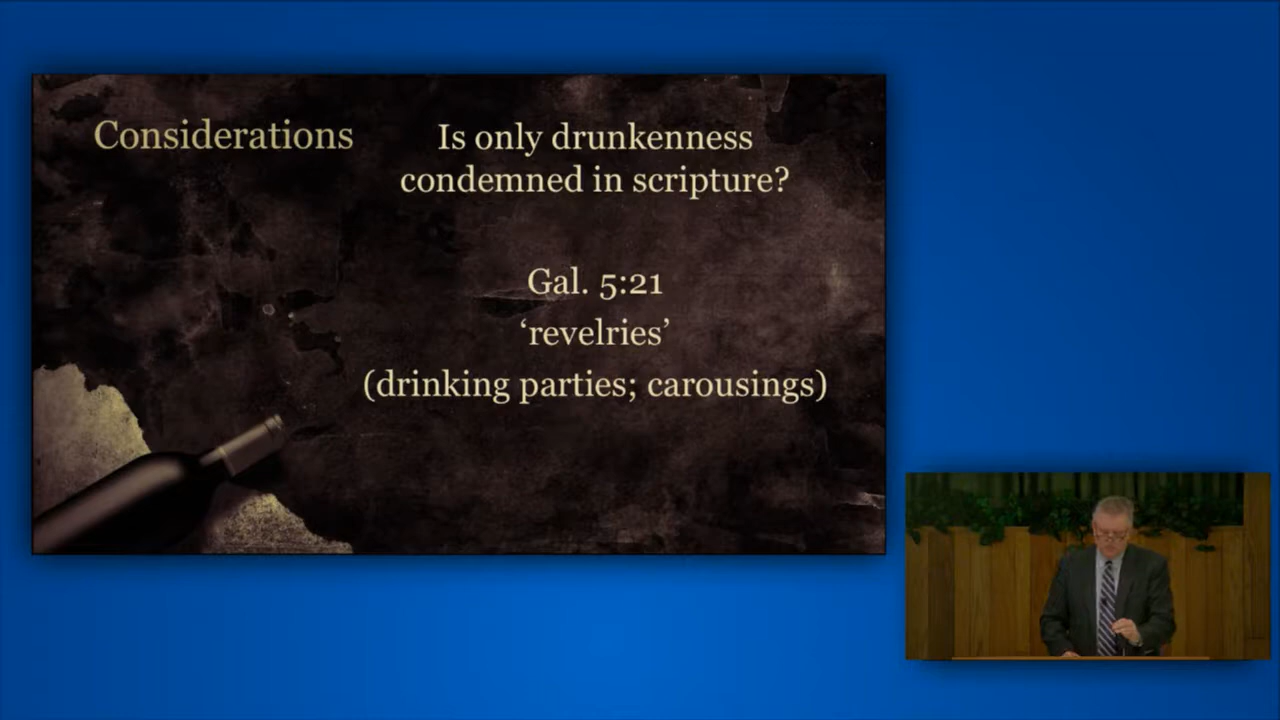 Considerations
Is only drunkenness
condemned in scripture?
Gal. 5:21
‘revelries’
(drinking parties; carousings)